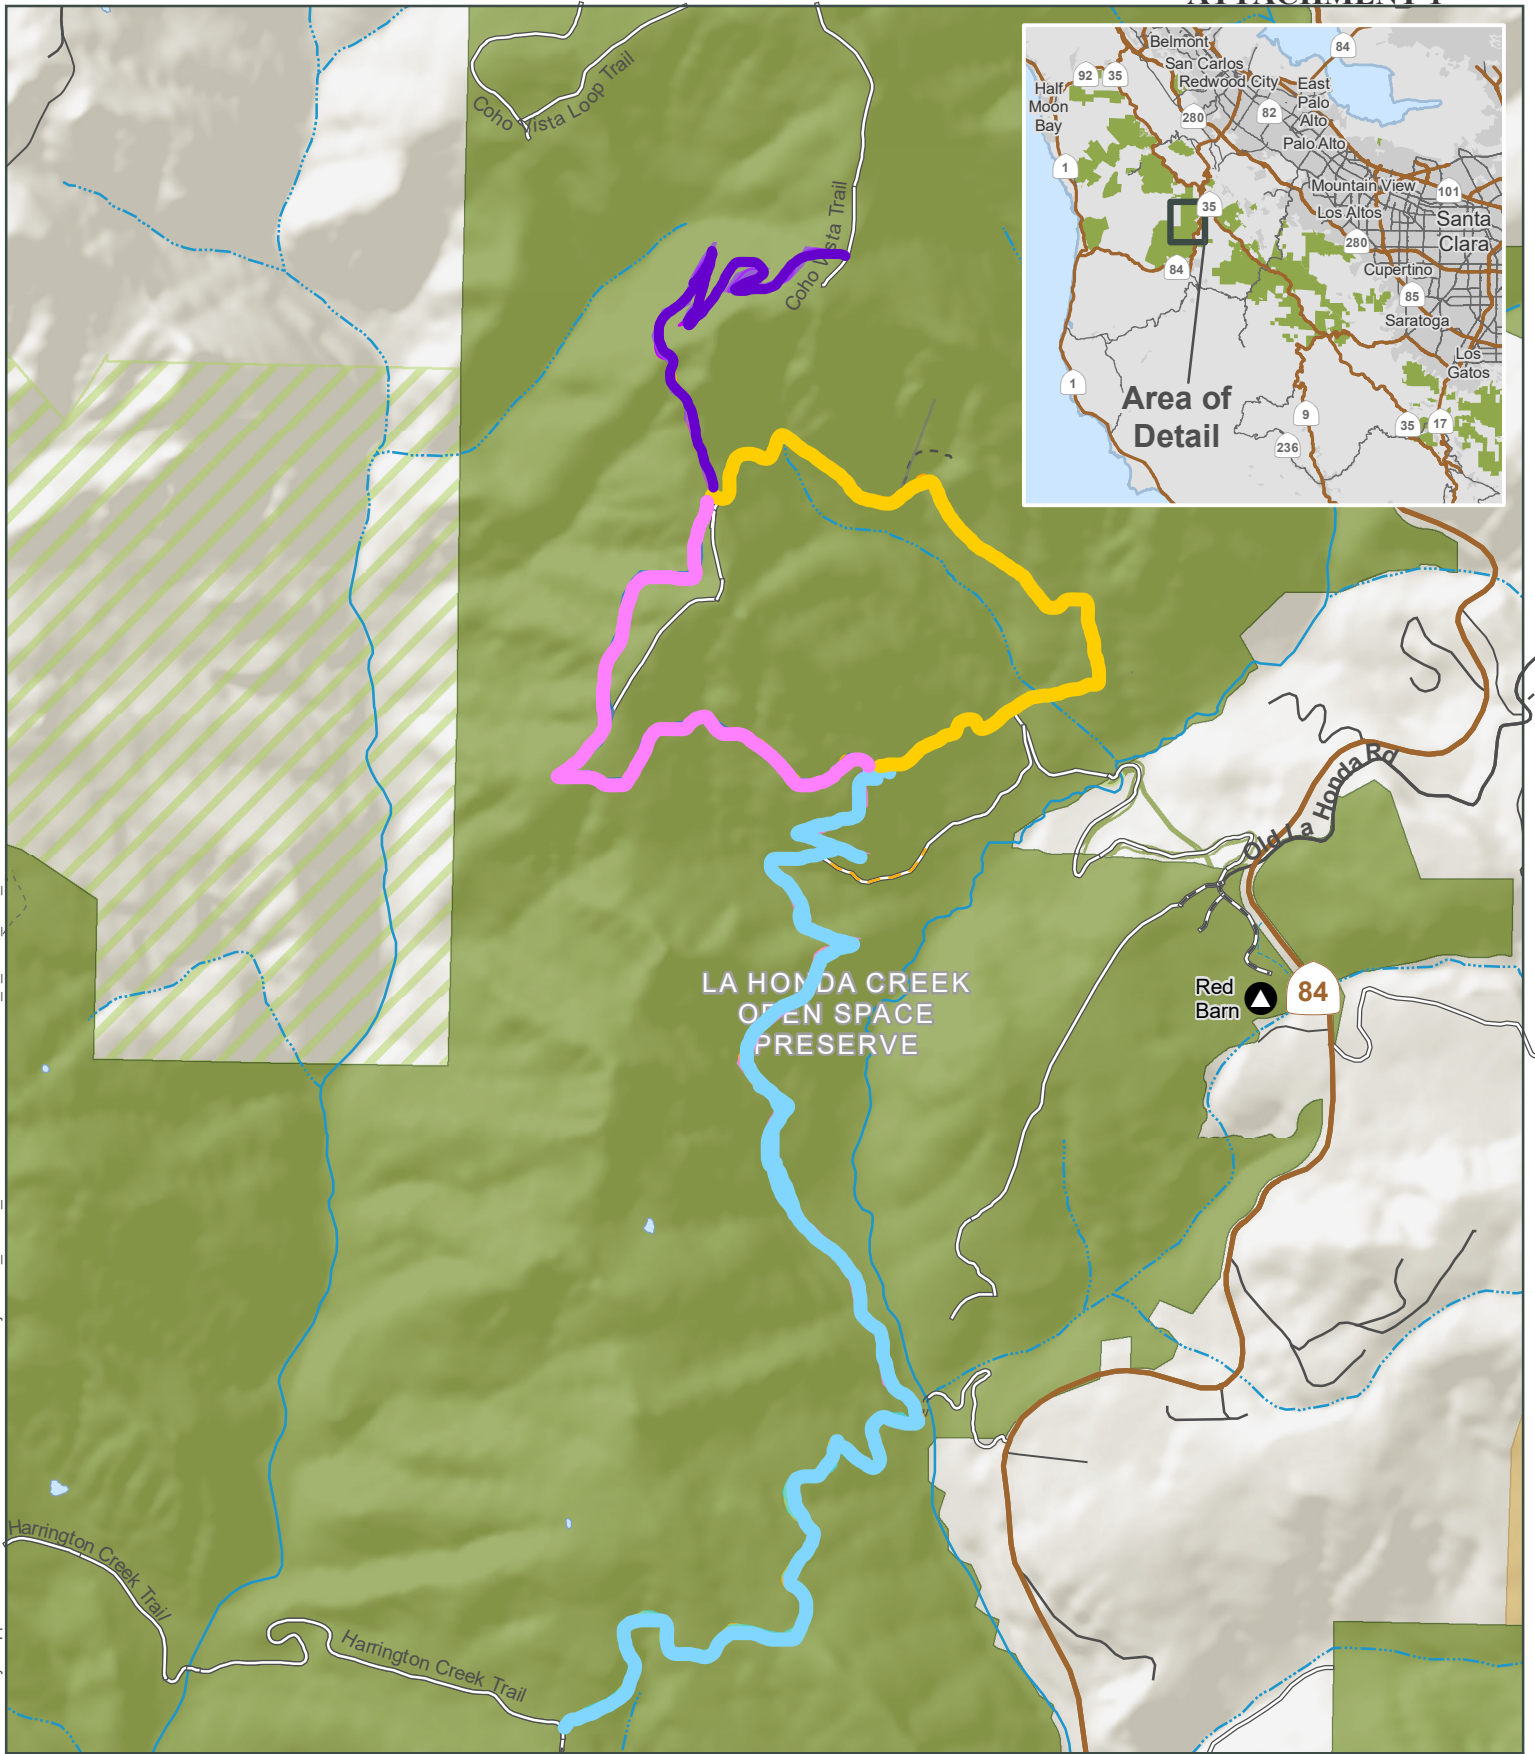 ATTACHMENT 1
Belmont
84
San Carlos
92
35
Redwood City
East
Palo
Alto
Half
Moon
Bay
280
82
Palo Alto
1
Mountain View
101
35
Los Altos
Santa
Clara
280
84
Cupertino
85
Saratoga
Los
Gatos
1
Area of
Detail
9
35
17
236
Coho Vista Loop Trail
Coho Vista Trail
Old La Honda Rd
LA HONDA CREEK
OPEN SPACE
PRESERVE
Red
Barn
84
Harrington Creek Trail
Harrington Creek Trail